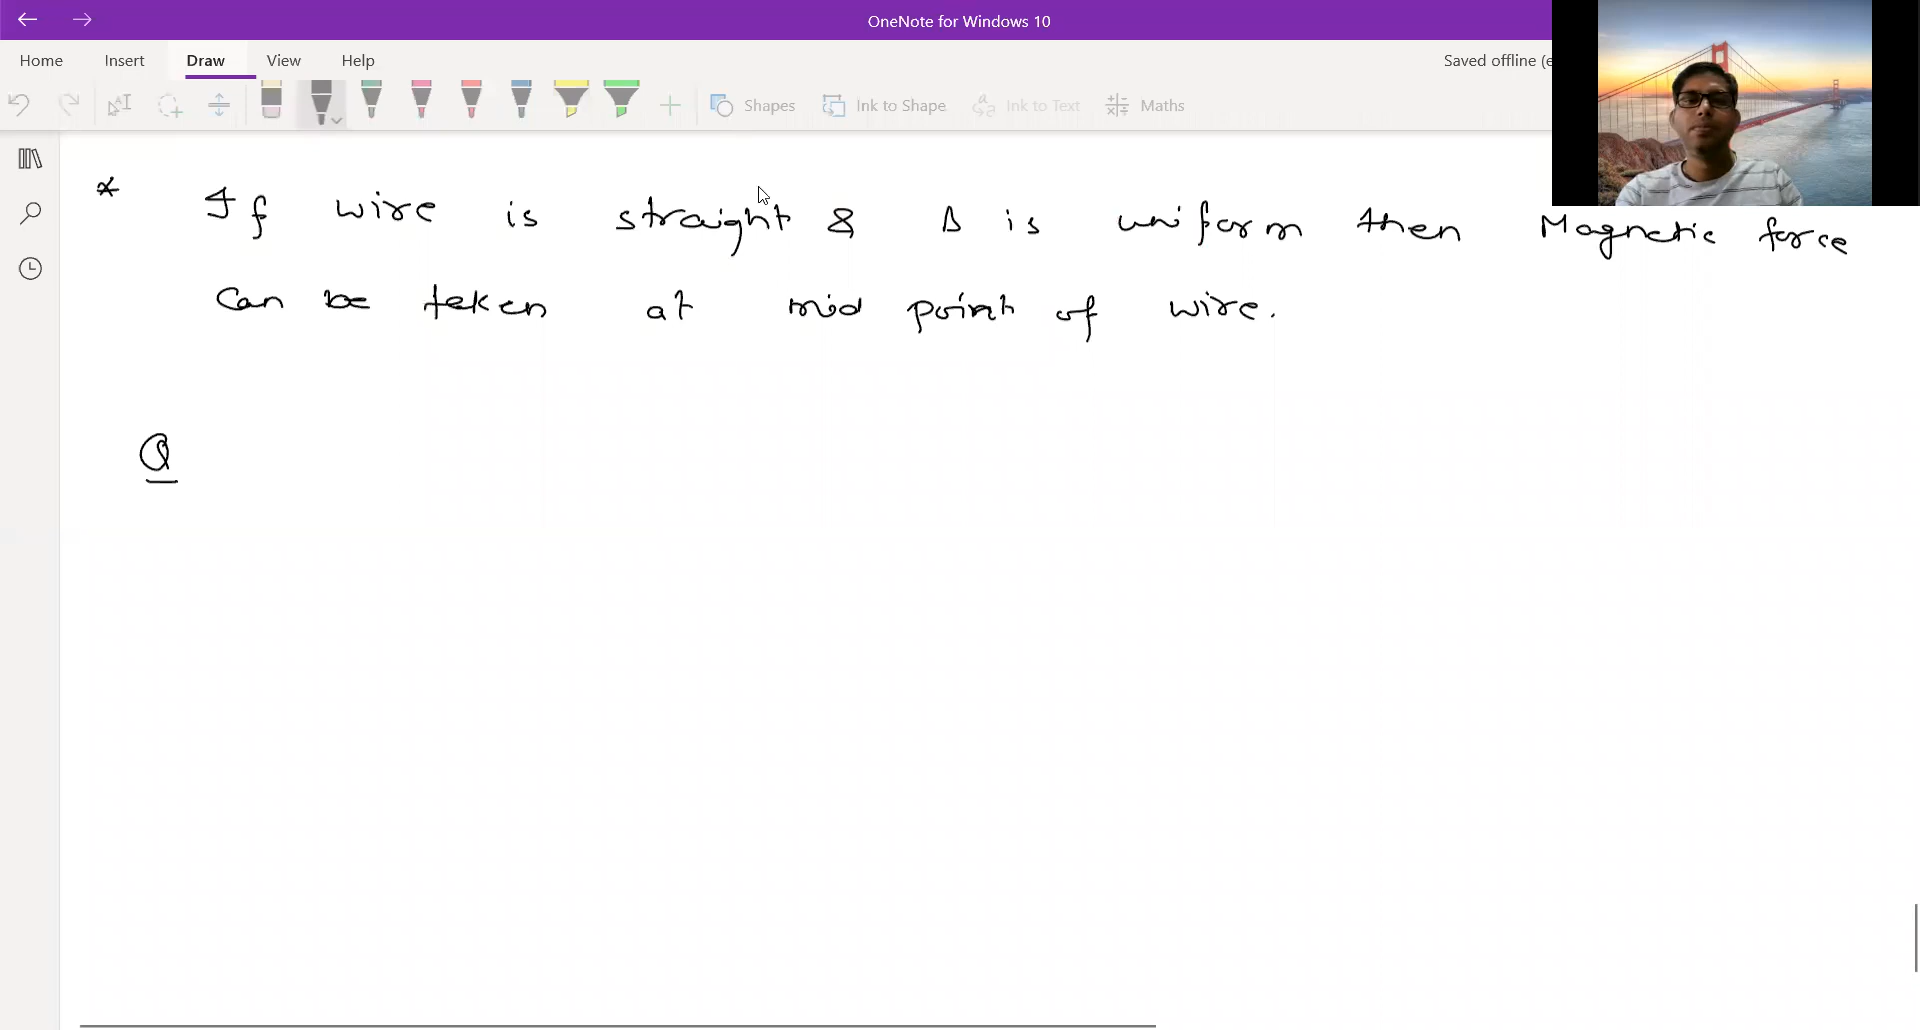 OneNote for Windows 10
Home Insert Draw View Help Saved offline (e
Shapes Ink to Shape Ink to Text Maths
* If wire is straight & B is uniform then Magnetic force
can be taken at mid point of wire.
Q